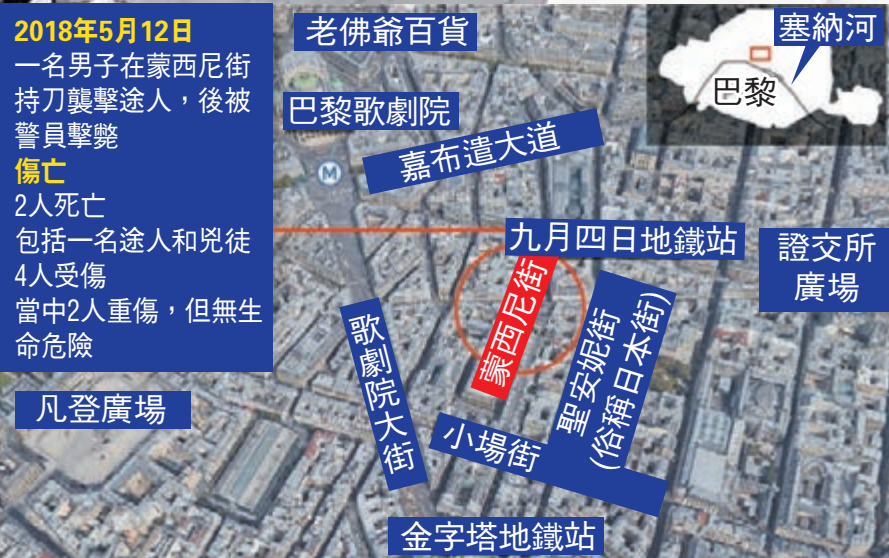 2018年5月12日
一名男子在蒙西尼街
持刀襲擊途人，後被
警員擊斃
傷亡
2人死亡
包括一名途人和兇徒
4人受傷
當中2人重傷，但無生
命危險
老佛爺百貨
塞納河
巴黎
巴黎歌劇院
嘉布遣大道
M
九月四日地鐵站
證交所
廣場
蒙西尼街
聖安妮街
(俗稱日本街)
歌劇院大街
凡登廣場
小場街
金字塔地鐵站